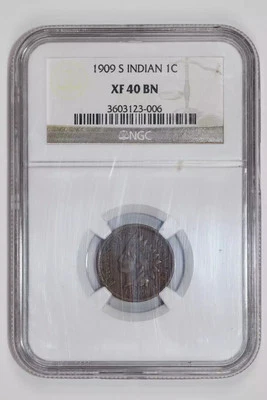 1909 S INDIAN 1C
XF 40 BN
3603123-006
NGC